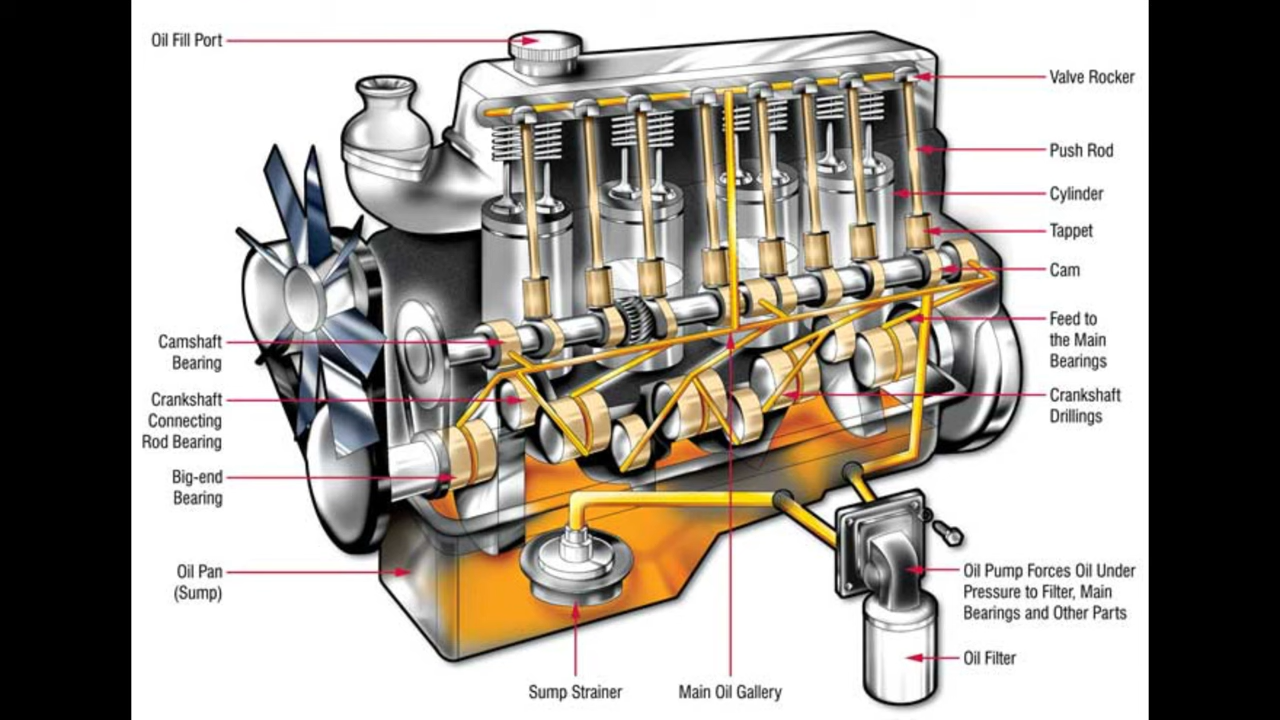 Oil Fill Port
Valve Rocker
Push Rod
Cylinder
Tappet
Cam
Feed to
the Main
Bearings
Crankshaft
Drillings
Camshaft
Bearing
Crankshaft
Connecting
Rod Bearing
Big-end
Bearing
Oil Pan
(Sump)
Oil Pump Forces Oil Under
Pressure to Filter, Main
Bearings and Other Parts
Oil Filter
Sump Strainer
Main Oil Gallery